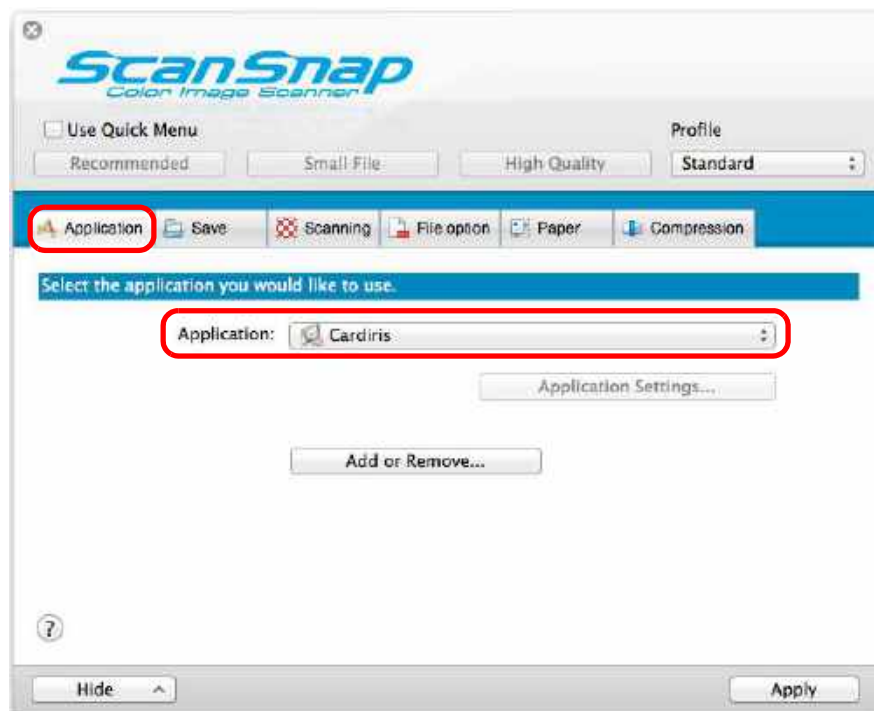 ScanSnap
Color Image Scanner
Use Quick Menu
Profile
Recommended Small File High Quality Standard
Application Save Scanning File option Paper Compression
Select the application you would like to use.
Application: Cardiris
Application Settings...
Add or Remove...
?
Hide Apply